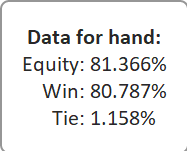 Data for hand:
Equity: 81.366%
Win: 80.787%
Tie: 1.158%